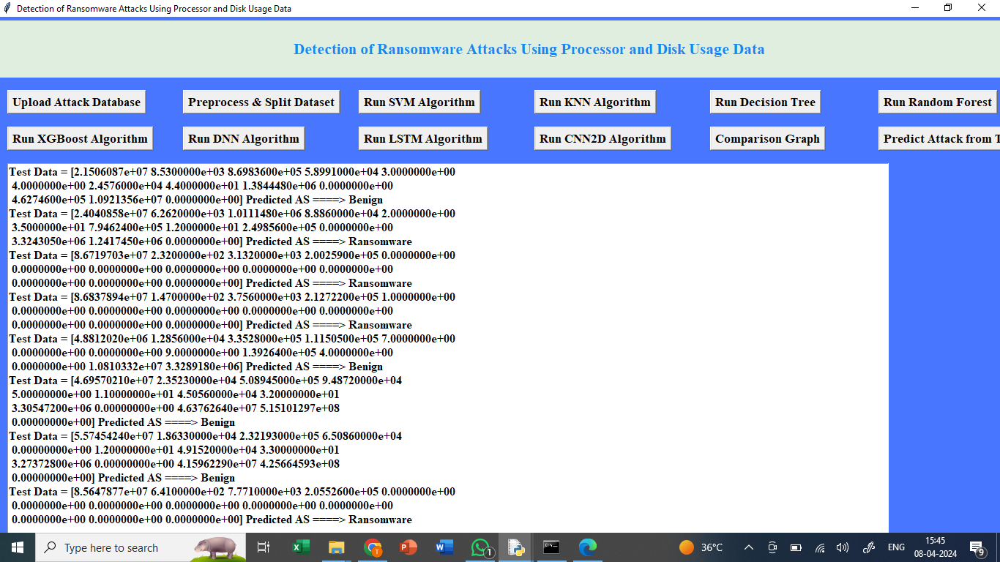 Detection of Ransomware Attacks Using Processor and Disk Usage Data
Detection of Ransomware Attacks Using Processor and Disk Usage Data
Upload Attack Database
Preprocess & Split Dataset
Run SVM Algorithm
Run KNN Algorithm
Run Decision Tree
Run Random Forest
Run XGBoost Algorithm
Run DNN Algorithm
Run LSTM Algorithm
Run CNN2D Algorithm
Comparison Graph
Predict Attack from T
Test Data = [2.1506087e+07 8.5300000e+03 8.6983600e+05 5.8991000e+04 3.0000000e+00
4.0000000e+00 2.4576000e+04 4.4000000e+01 1.3844480e+06 0.0000000e+00
4.6274600e+05 1.0921356e+07 0.0000000e+00] Predicted AS ====> Benign
Test Data = [2.4040858e+07 6.2620000e+03 1.0111480e+06 8.8860000e+04 2.0000000e+00
3.5000000e+01 7.9462400e+05 1.2000000e+01 2.4985600e+05 0.0000000e+00
3.3243050e+06 1.2417450e+06 0.0000000e+00] Predicted AS ====> Ransomware
Test Data = [8.6719703e+07 2.3200000e+02 3.1320000e+03 2.0025900e+05 0.0000000e+00
0.0000000e+00 0.0000000e+00 0.0000000e+00 0.0000000e+00 0.0000000e+00
0.0000000e+00 0.0000000e+00 0.0000000e+00] Predicted AS ====> Ransomware
Test Data = [8.6837894e+07 1.4700000e+02 3.7560000e+03 2.1272200e+05 1.0000000e+00
0.0000000e+00 0.0000000e+00 0.0000000e+00 0.0000000e+00 0.0000000e+00
0.0000000e+00 0.0000000e+00 0.0000000e+00] Predicted AS ====> Ransomware
Test Data = [4.8812020e+06 1.2856000e+04 3.3528000e+05 1.1150500e+05 7.0000000e+00
0.0000000e+00 0.0000000e+00 9.0000000e+00 1.3926400e+05 4.0000000e+00
0.0000000e+00 1.0810332e+07 3.3289180e+06] Predicted AS ====> Benign
Test Data = [4.69570210e+07 2.35230000e+04 5.08945000e+05 9.48720000e+04
5.00000000e+00 1.10000000e+01 4.50560000e+04 3.20000000e+01
3.30547200e+06 0.00000000e+00 4.63762640e+07 5.15101297e+08
0.00000000e+00] Predicted AS ====> Benign
Test Data = [5.57454240e+07 1.86330000e+04 2.32193000e+05 6.50860000e+04
0.00000000e+00 1.20000000e+01 4.91520000e+04 3.30000000e+01
3.27372800e+06 0.00000000e+00 4.15962290e+07 4.25664593e+08
0.00000000e+00] Predicted AS ====> Benign
Test Data = [8.5647877e+07 6.4100000e+02 7.7710000e+03 2.0552600e+05 0.0000000e+00
0.0000000e+00 0.0000000e+00 0.0000000e+00 0.0000000e+00 0.0000000e+00
0.0000000e+00 0.0000000e+00 0.0000000e+00] Predicted AS ====> Ransomware
Type here to search
36°C
ENG
15:45
08-04-2024
1
9